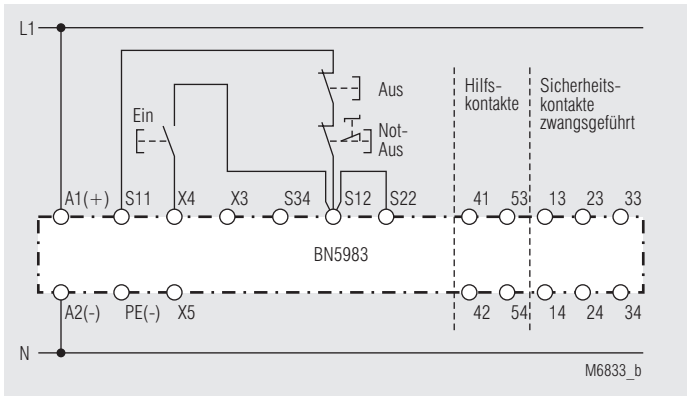 L1
Aus
Ein
Not-
Aus
Hilfs-
kontakte
Sicherheits-
kontakte
zwangsgeführt
A1(+) S11 X4 X3 S34 S12 S22 41 53 13 23 33
BN5983
A2(-) PE(-) X5 42 54 14 24 34
N
M6833_b